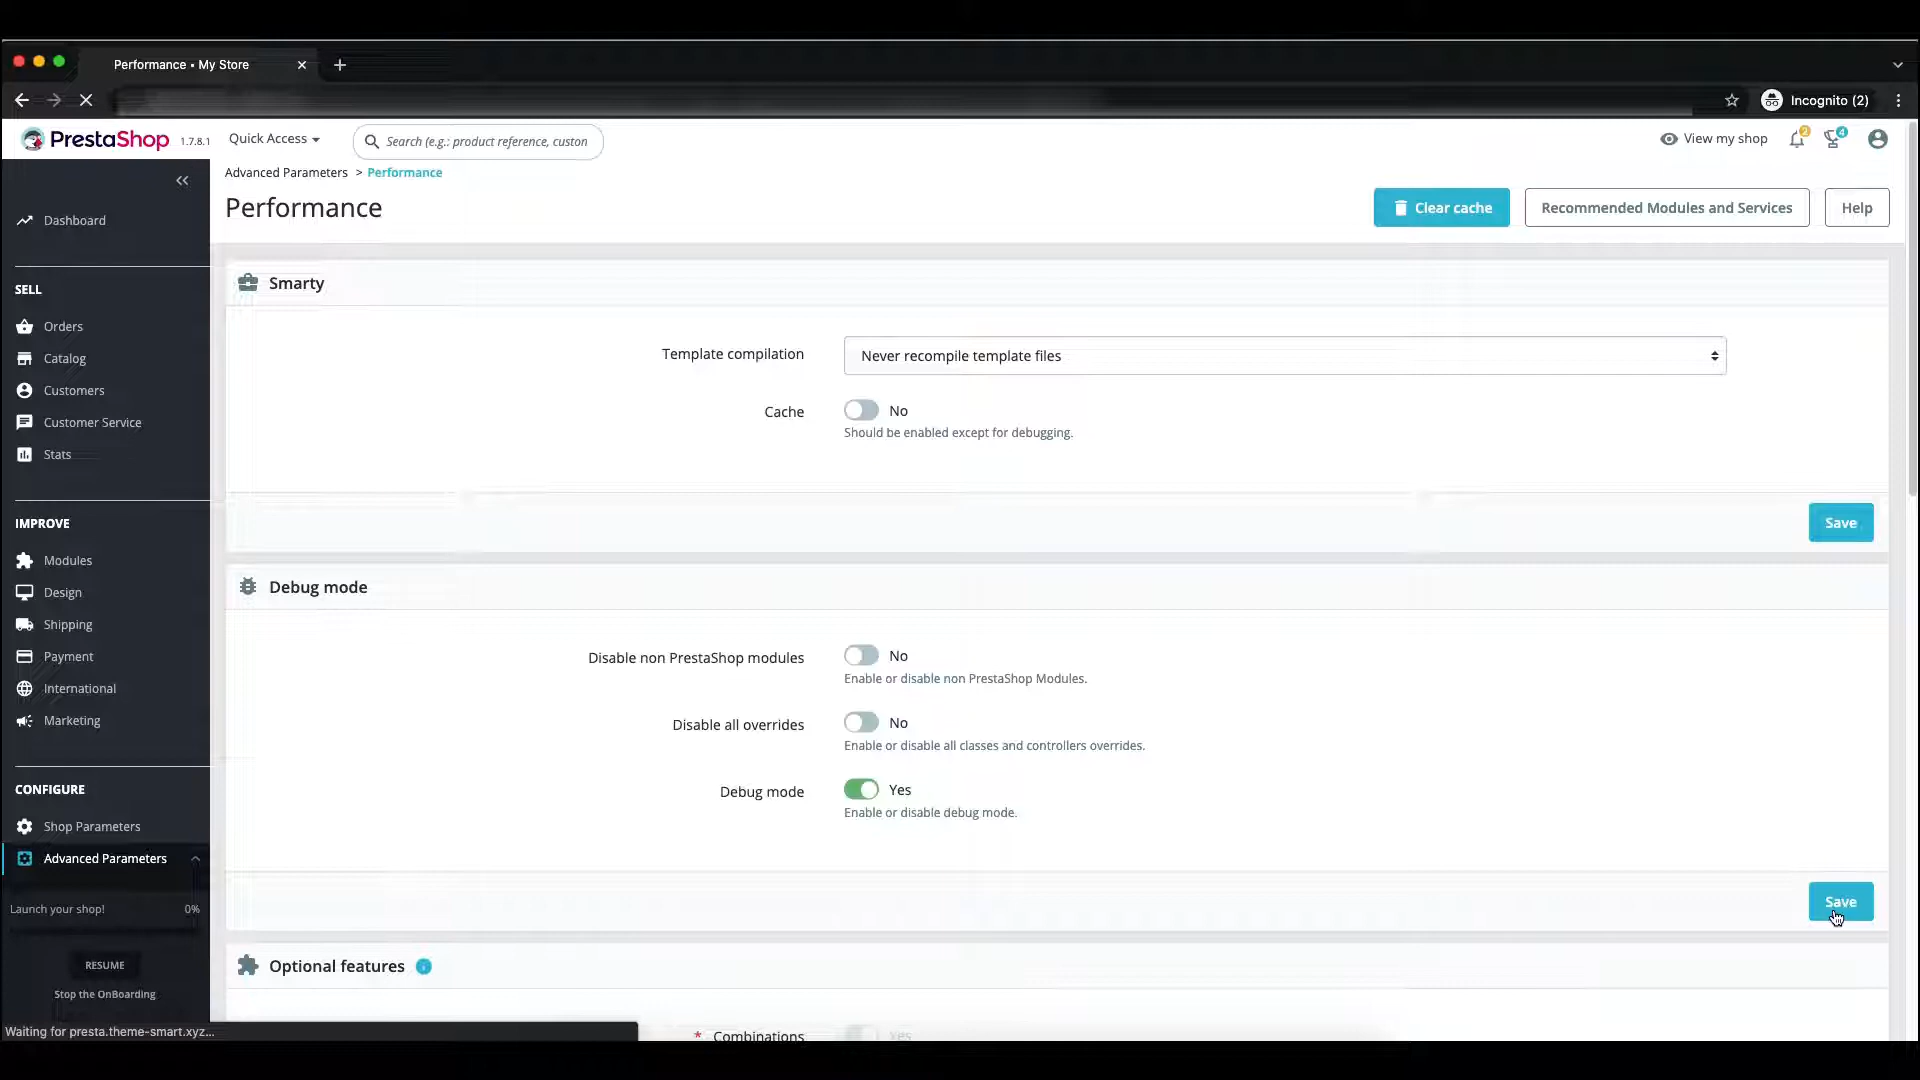 Performance • My Store
Incognito (2)
PrestaShop 1.7.8.1
Quick Access
Search (e.g.: product reference, custon
View my shop
2
4
Advanced Parameters > Performance
Performance
Clear cache
Recommended Modules and Services
Help
Dashboard
SELL
Orders
Catalog
Customers
Customer Service
Stats
IMPROVE
Modules
Design
Shipping
Payment
International
Marketing
CONFIGURE
Shop Parameters
Advanced Parameters
Launch your shop! 0%
RESUME
Stop the OnBoarding
Waiting for presta.theme-smart.xyz...
Smarty
Template compilation
Never recompile template files
Cache
No
Should be enabled except for debugging.
Save
Debug mode
Disable non PrestaShop modules
No
Enable or disable non PrestaShop Modules.
Disable all overrides
No
Enable or disable all classes and controllers overrides.
Debug mode
Yes
Enable or disable debug mode.
Save
Optional features
* Combinations
Yes